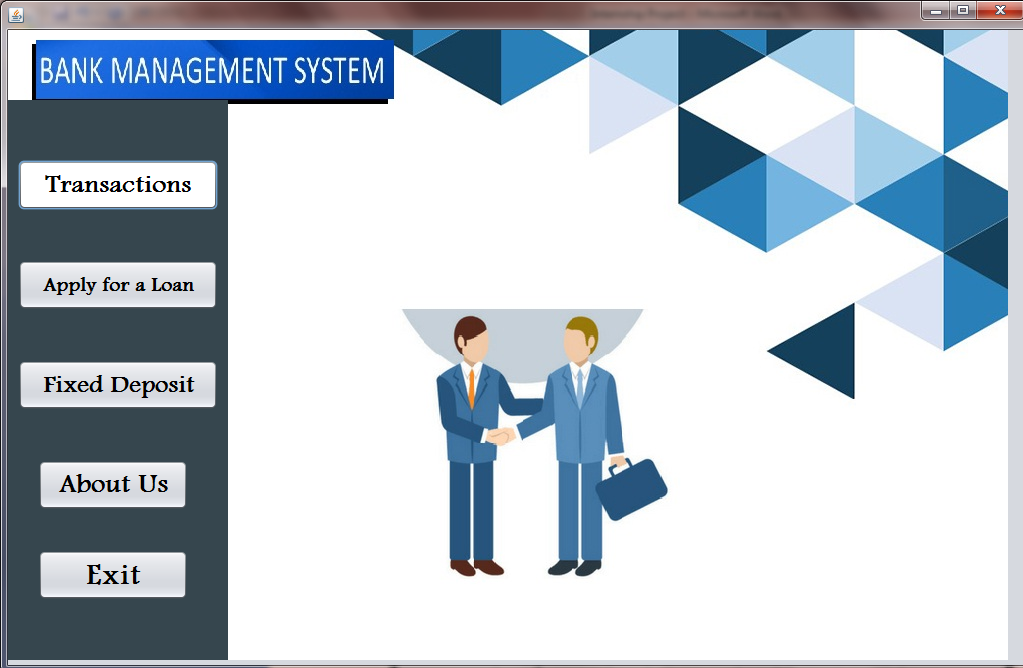 BANK MANAGEMENT SYSTEM
Transactions
Apply for a Loan
Fixed Deposit
About Us
Exit